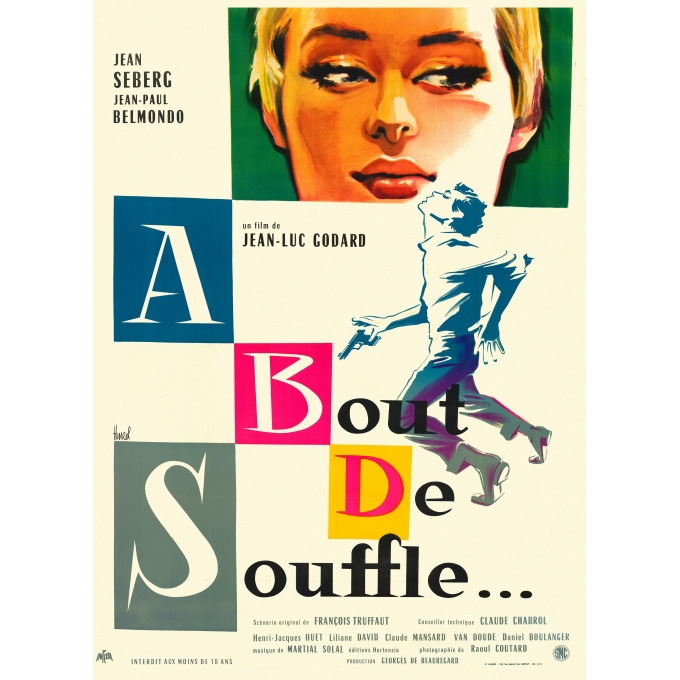 JEAN
SEBERG
JEAN-PAUL
BELMONDO
un film de
JEAN-LUC GODARD
A
Bout
De
Souffle...
Hurel
Scénario original de FRANÇOIS TRUFFAUT Conseiller technique CLAUDE CHABROL
Henri-Jacques HUET Liliane DAVID Claude MANSARD VAN DOUDE Daniel BOULANGER
musique de MARTIAL SOLAL éditions Hortensia photographie de Raoul COUTARD
PRODUCTION GEORGES DE BEAUREGARD
INTERDIT AUX MOINS DE 18 ANS
SNC